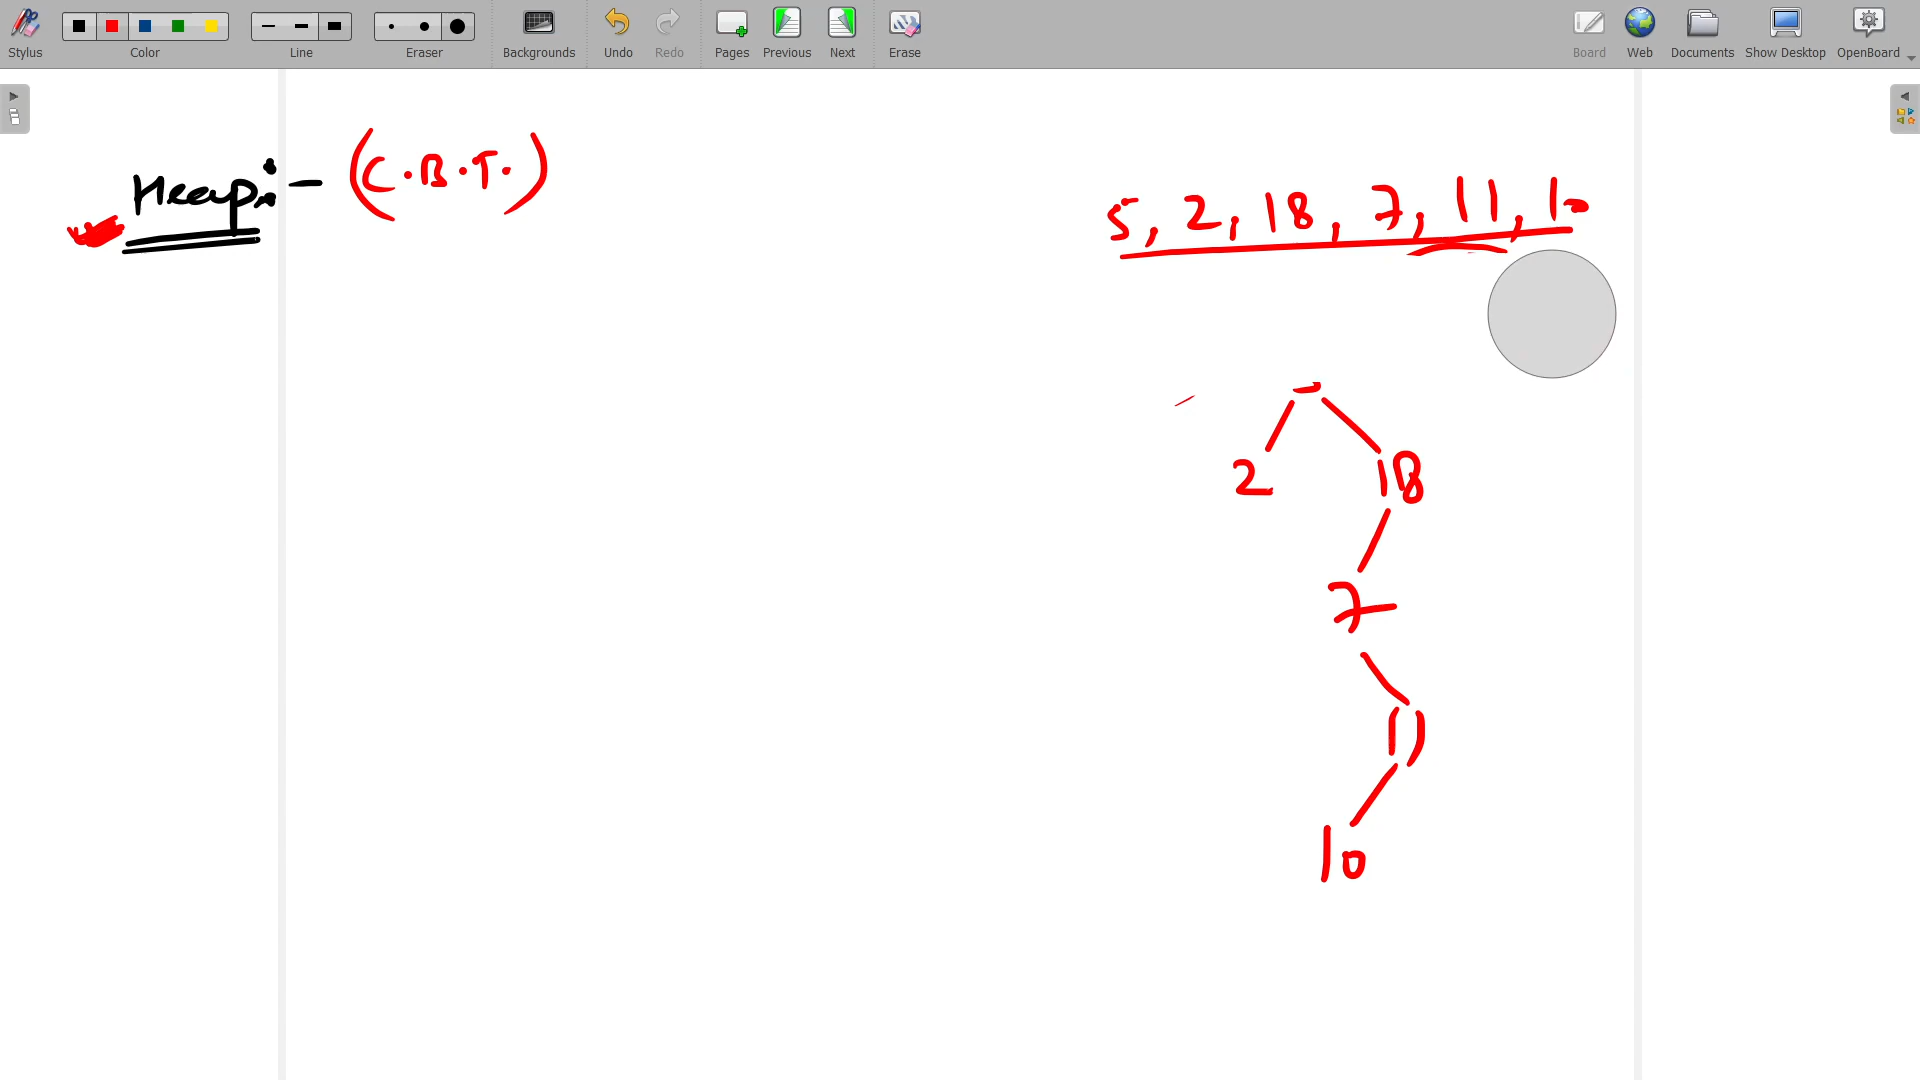 Stylus Color Line Eraser Backgrounds Undo Redo Pages Previous Next Erase Board Web Documents Show Desktop OpenBoard
Heap:- (C.B.T.)
5, 2, 18, 7, 11, 10
2 18
7
11
10